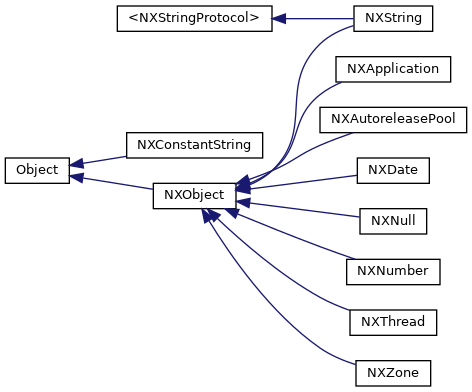 <NXStringProtocol>
NXString
NXApplication
NXAutoreleasePool
NXConstantString
Object
NXDate
NXObject
NXNull
NXNumber
NXThread
NXZone